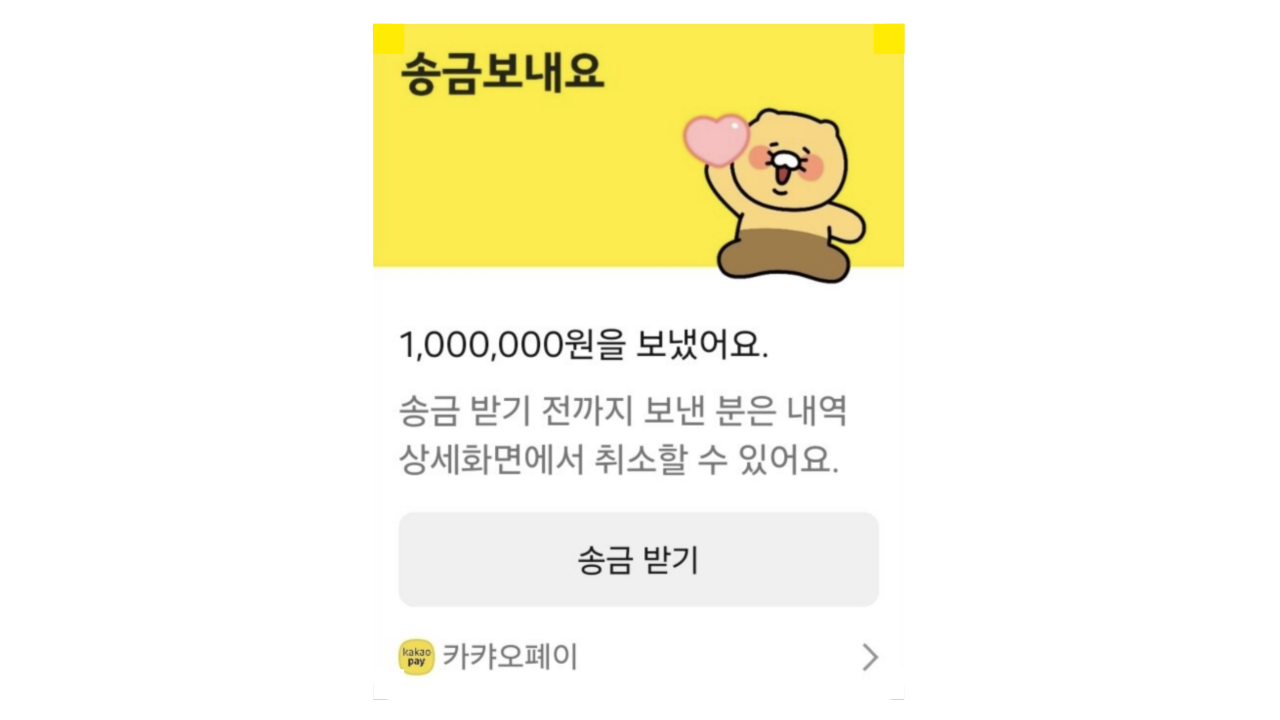 송금보내요
1,000,000원을 보냈어요.
송금 받기 전까지 보낸 분은 내역
상세화면에서 취소할 수 있어요.
송금 받기
kakao
pay
카캬오폐이